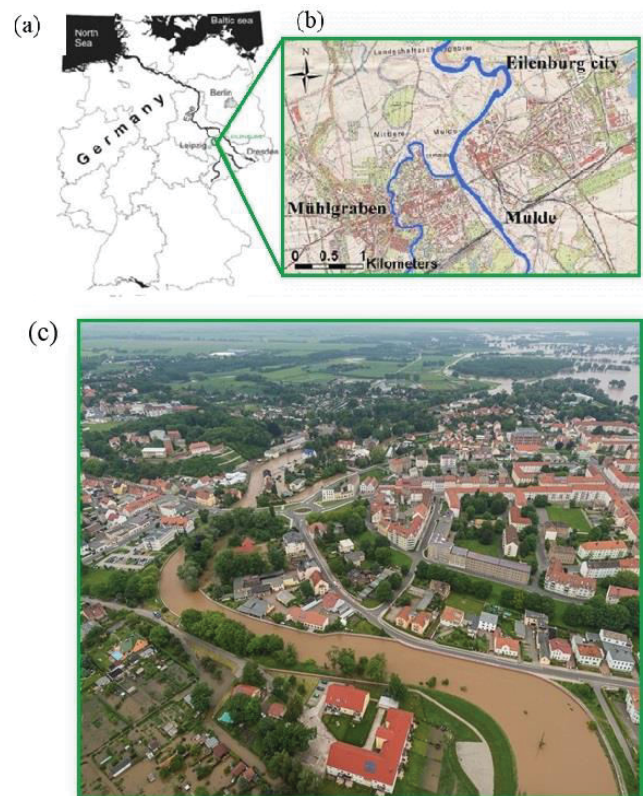 (a)
(b)
North
Sea
Baltic sea
Berlin
Germany
Leipzig
Dresden
N
Eilenburg city
Mühlgraben
Mulde
0 0.5 1
Kilometers
(c)